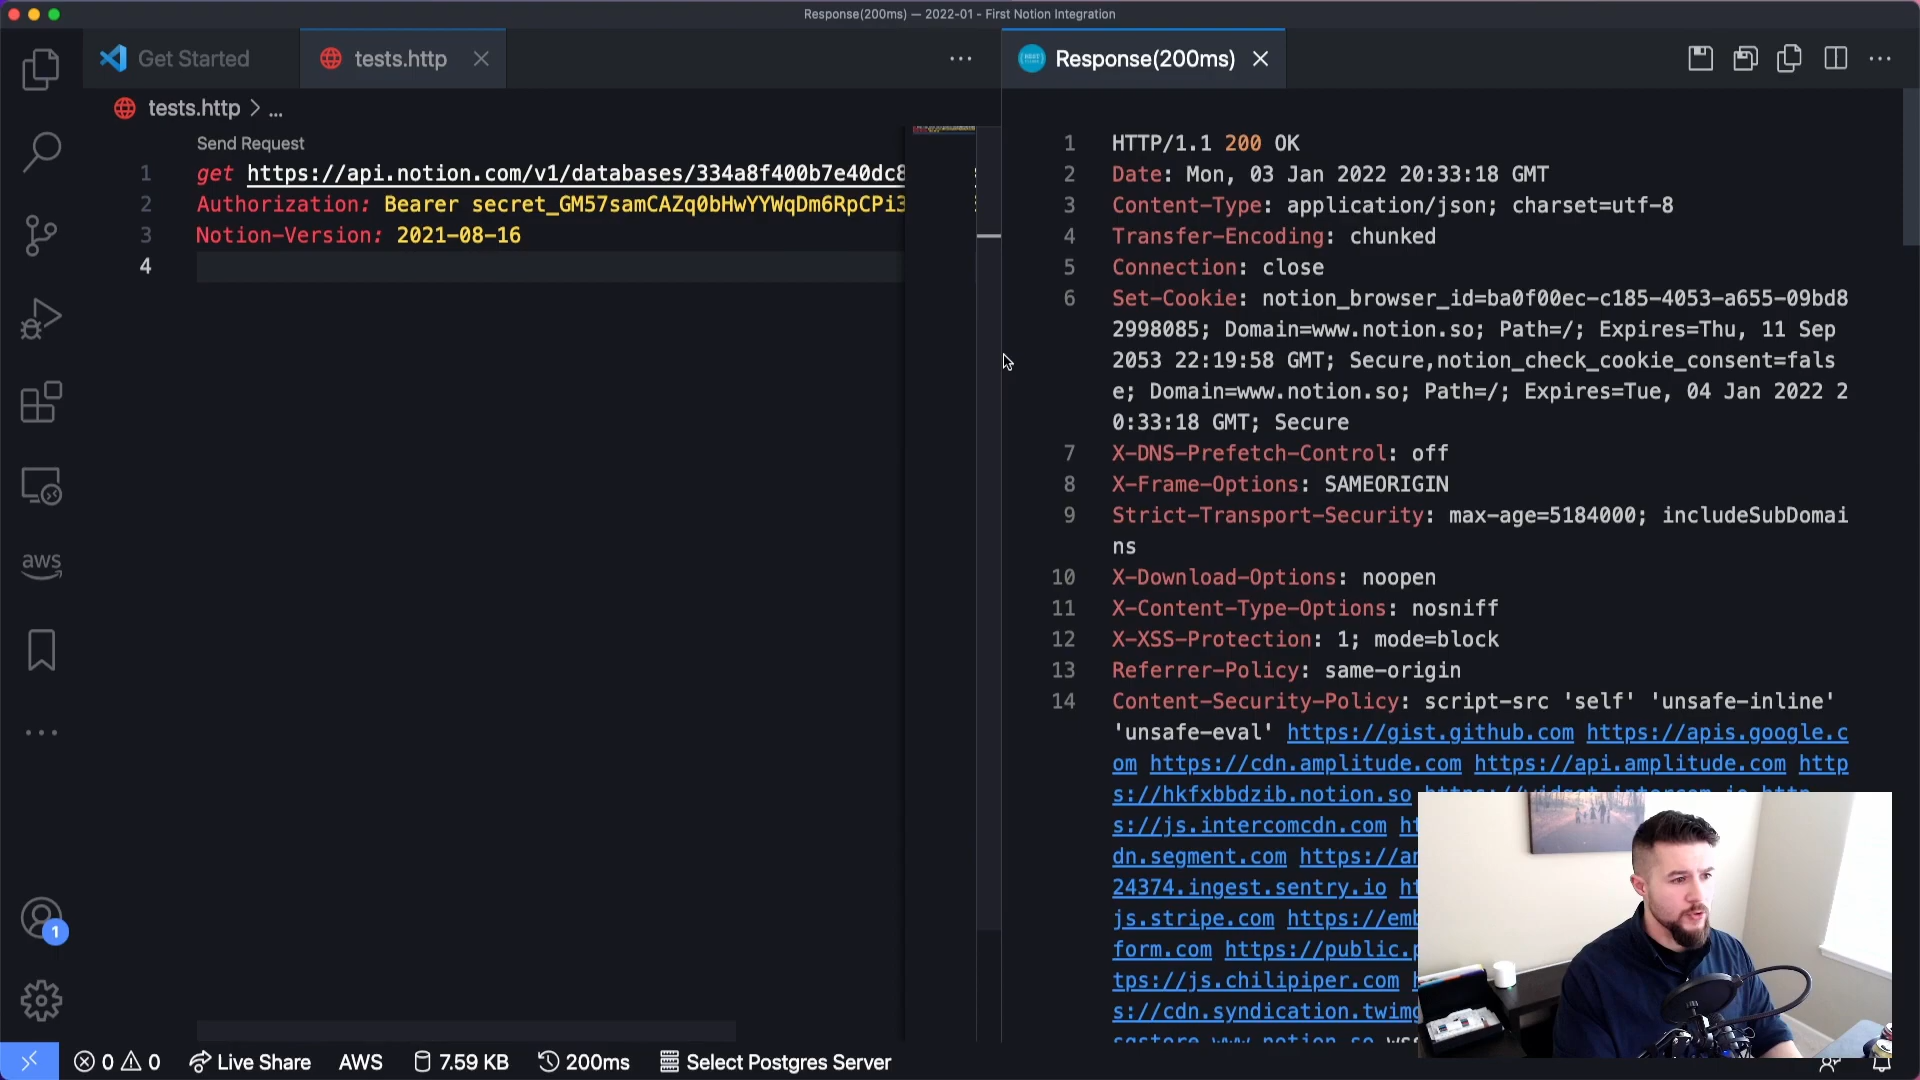 Response(200ms) — 2022-01 - First Notion Integration
Get Started
tests.http
Response(200ms)
tests.http > ...
Send Request
1 get https://api.notion.com/v1/databases/334a8f400b7e40dc8
2 Authorization: Bearer secret_GM57samCAZq0bHwYYWqDm6RpCPi3
3 Notion-Version: 2021-08-16
4
1 HTTP/1.1 200 OK
2 Date: Mon, 03 Jan 2022 20:33:18 GMT
3 Content-Type: application/json; charset=utf-8
4 Transfer-Encoding: chunked
5 Connection: close
6 Set-Cookie: notion_browser_id=ba0f00ec-c185-4053-a655-09bd8
2998085; Domain=www.notion.so; Path=/; Expires=Thu, 11 Sep
2053 22:19:58 GMT; Secure,notion_check_cookie_consent=fals
e; Domain=www.notion.so; Path=/; Expires=Tue, 04 Jan 2022 2
0:33:18 GMT; Secure
7 X-DNS-Prefetch-Control: off
8 X-Frame-Options: SAMEORIGIN
9 Strict-Transport-Security: max-age=5184000; includeSubDomai
ns
10 X-Download-Options: noopen
11 X-Content-Type-Options: nosniff
12 X-XSS-Protection: 1; mode=block
13 Referrer-Policy: same-origin
14 Content-Security-Policy: script-src 'self' 'unsafe-inline'
'unsafe-eval' https://gist.github.com https://apis.google.c
om https://cdn.amplitude.com https://api.amplitude.com http
s://hkfxbbdzib.notion.so
s://js.intercomcdn.com ht
dn.segment.com https://an
24374.ingest.sentry.io ht
js.stripe.com https://emb
form.com https://public.p
tps://js.chilipiper.com
s://cdn.syndication.twimg
aws
1
0 0 Live Share AWS 7.59 KB 200ms Select Postgres Server